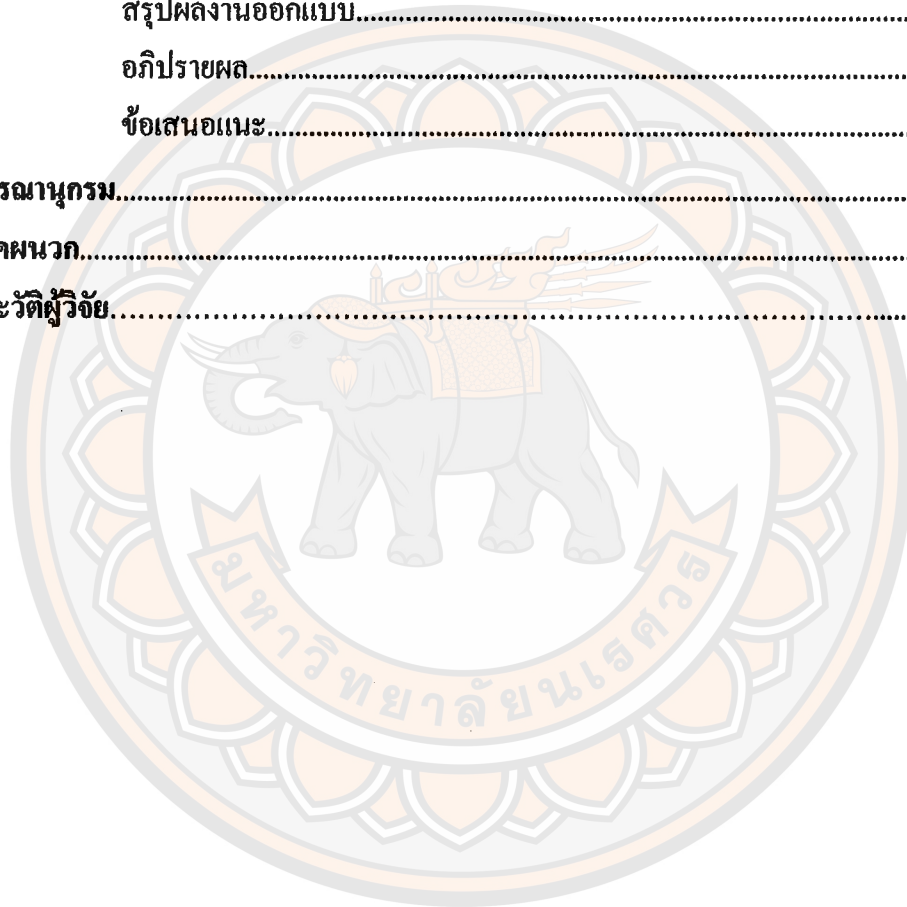 สรุปผลงานออกแบบ
อภิปรายผล
ข้อเสนอแนะ
รณานุกรม
ผนวก
ะวัติผู้วิจัย
มหาวิทยาลัยนเรศวร